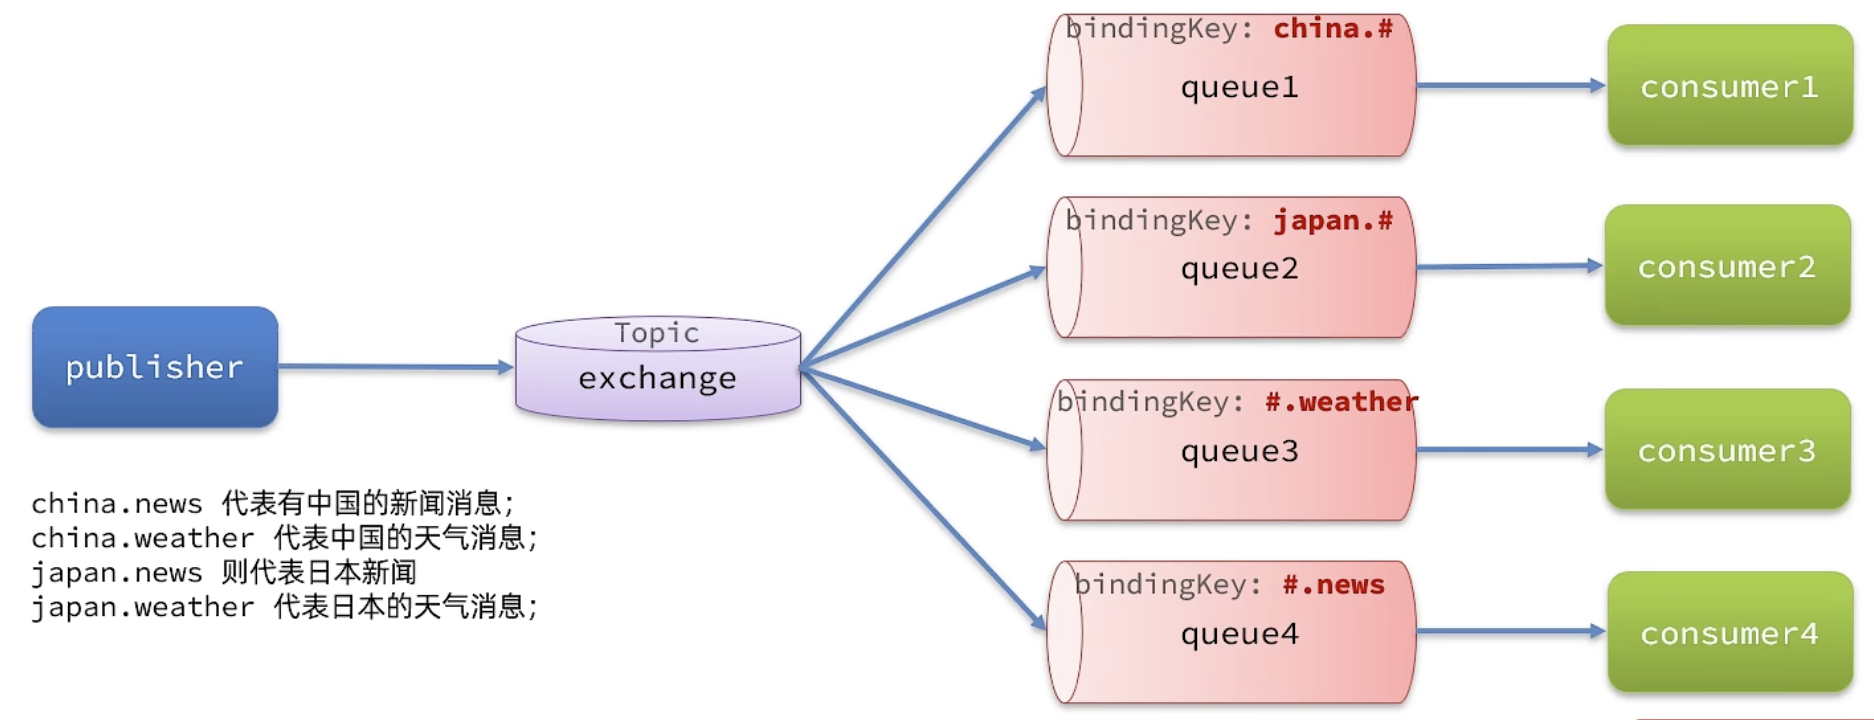 bindingKey: china.#
queue1
consumer1
bindingKey: japan.#
queue2
consumer2
publisher
Topic
exchange
bindingKey: #.weather
queue3
consumer3
china.news 代表有中国的新闻消息;
china.weather 代表中国的天气消息;
japan.news 则代表日本新闻
japan.weather 代表日本的天气消息;
bindingKey: #.news
queue4
consumer4